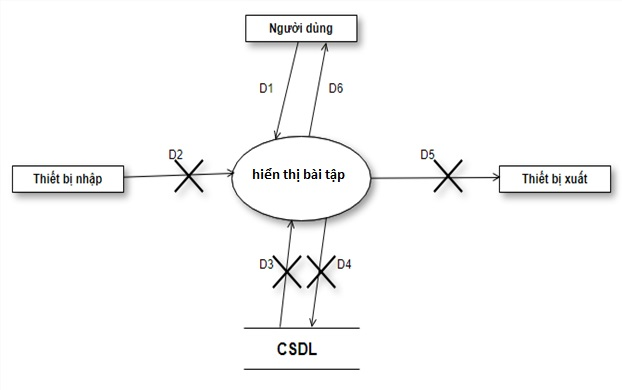 Người dùng
D1
D6
D2
D5
Thiết bị nhập
hiển thị bài tập
Thiết bị xuất
D3
D4
CSDL